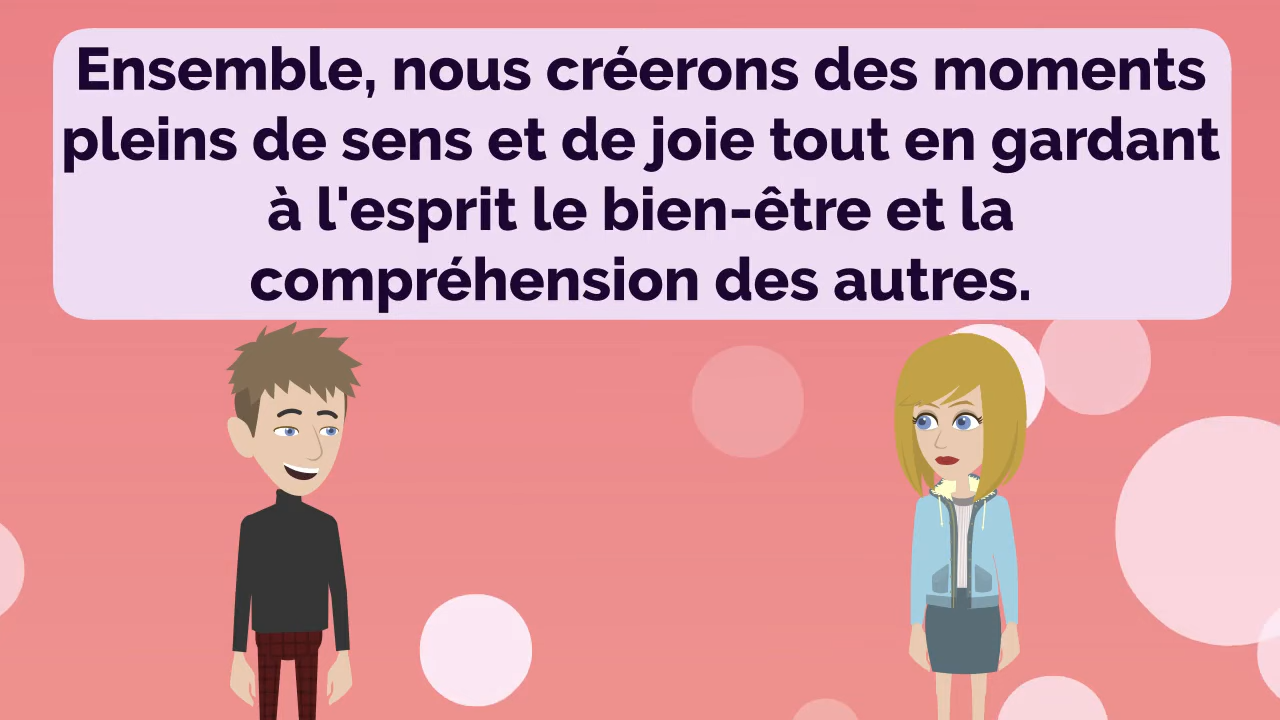 Ensemble, nous créerons des moments
pleins de sens et de joie tout en gardant
à l'esprit le bien-être et la
compréhension des autres.